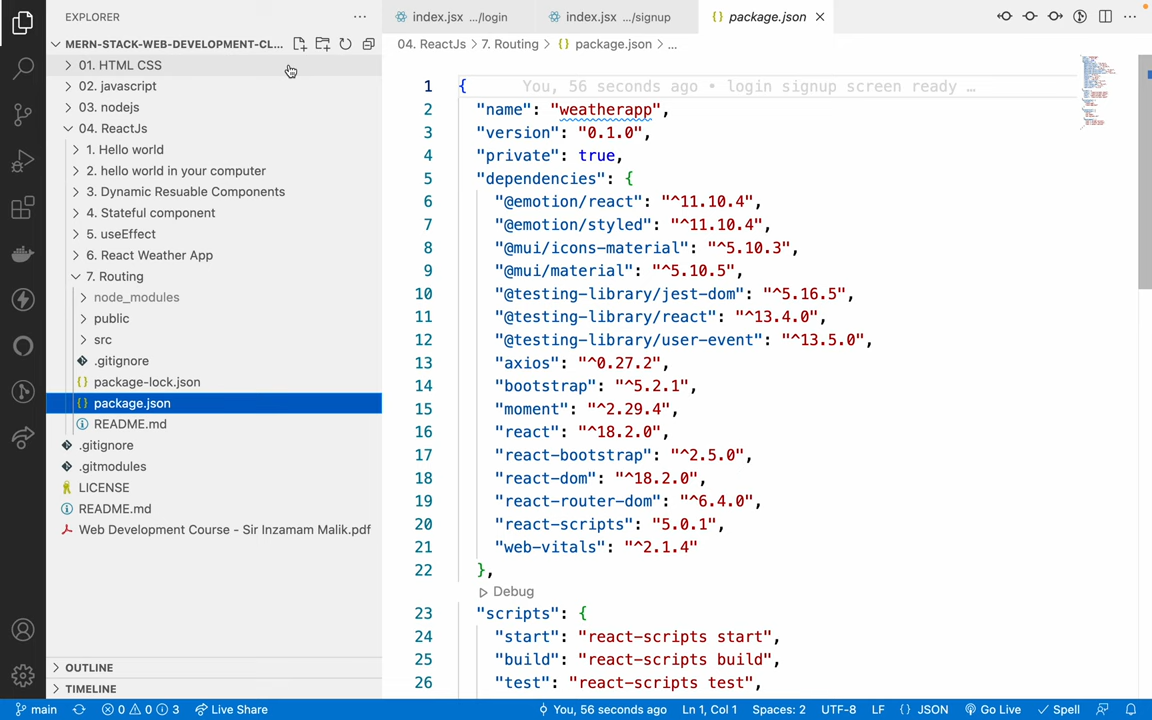 EXPLORER
MERN-STACK-WEB-DEVELOPMENT-CL...
01. HTML CSS
02. javascript
03. nodejs
04. ReactJs
1. Hello world
2. hello world in your computer
3. Dynamic Resuable Components
4. Stateful component
5. useEffect
6. React Weather App
7. Routing
node_modules
public
src
.gitignore
package-lock.json
package.json
README.md
.gitignore
.gitmodules
LICENSE
README.md
Web Development Course - Sir Inzamam Malik.pdf
OUTLINE
TIMELINE
index.jsx .../login
index.jsx .../signup
{} package.json
04. ReactJs > 7. Routing > {} package.json > ...
1 { You, 56 seconds ago • login signup screen ready …
2 "name": "weatherapp",
3 "version": "0.1.0",
4 "private": true,
5 "dependencies": {
6 "@emotion/react": "^11.10.4",
7 "@emotion/styled": "^11.10.4",
8 "@mui/icons-material": "^5.10.3",
9 "@mui/material": "^5.10.5",
10 "@testing-library/jest-dom": "^5.16.5",
11 "@testing-library/react": "^13.4.0",
12 "@testing-library/user-event": "^13.5.0",
13 "axios": "^0.27.2",
14 "bootstrap": "^5.2.1",
15 "moment": "^2.29.4",
16 "react": "^18.2.0",
17 "react-bootstrap": "^2.5.0",
18 "react-dom": "^18.2.0",
19 "react-router-dom": "^6.4.0",
20 "react-scripts": "5.0.1",
21 "web-vitals": "^2.1.4"
22 },
Debug
23 "scripts": {
24 "start": "react-scripts start",
25 "build": "react-scripts build",
26 "test": "react-scripts test",
main 0 0 3 Live Share You, 56 seconds ago Ln 1, Col 1 Spaces: 2 UTF-8 LF {} JSON Go Live Spell